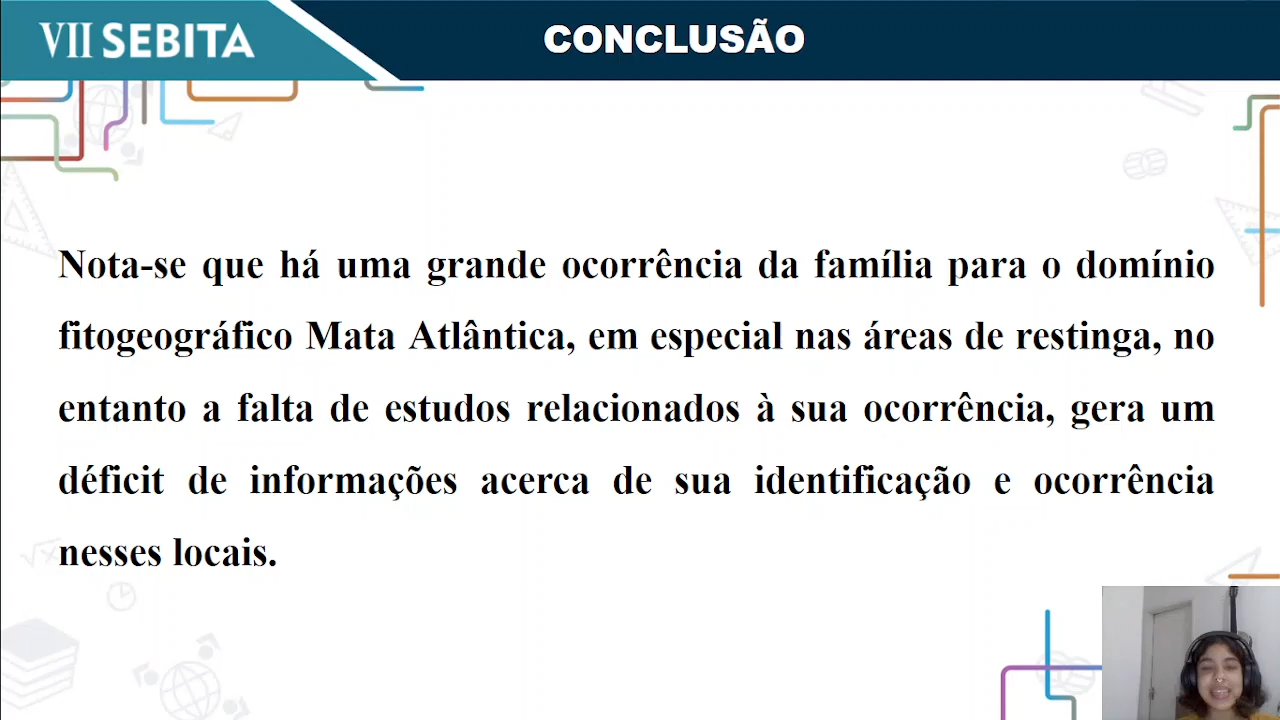 VII SEBITA
CONCLUSÃO
Nota-se que há uma grande ocorrência da família para o domínio
fitogeográfico Mata Atlântica, em especial nas áreas de restinga, no
entanto a falta de estudos relacionados à sua ocorrência, gera um
déficit de informações acerca de sua identificação e ocorrência
nesses locais.